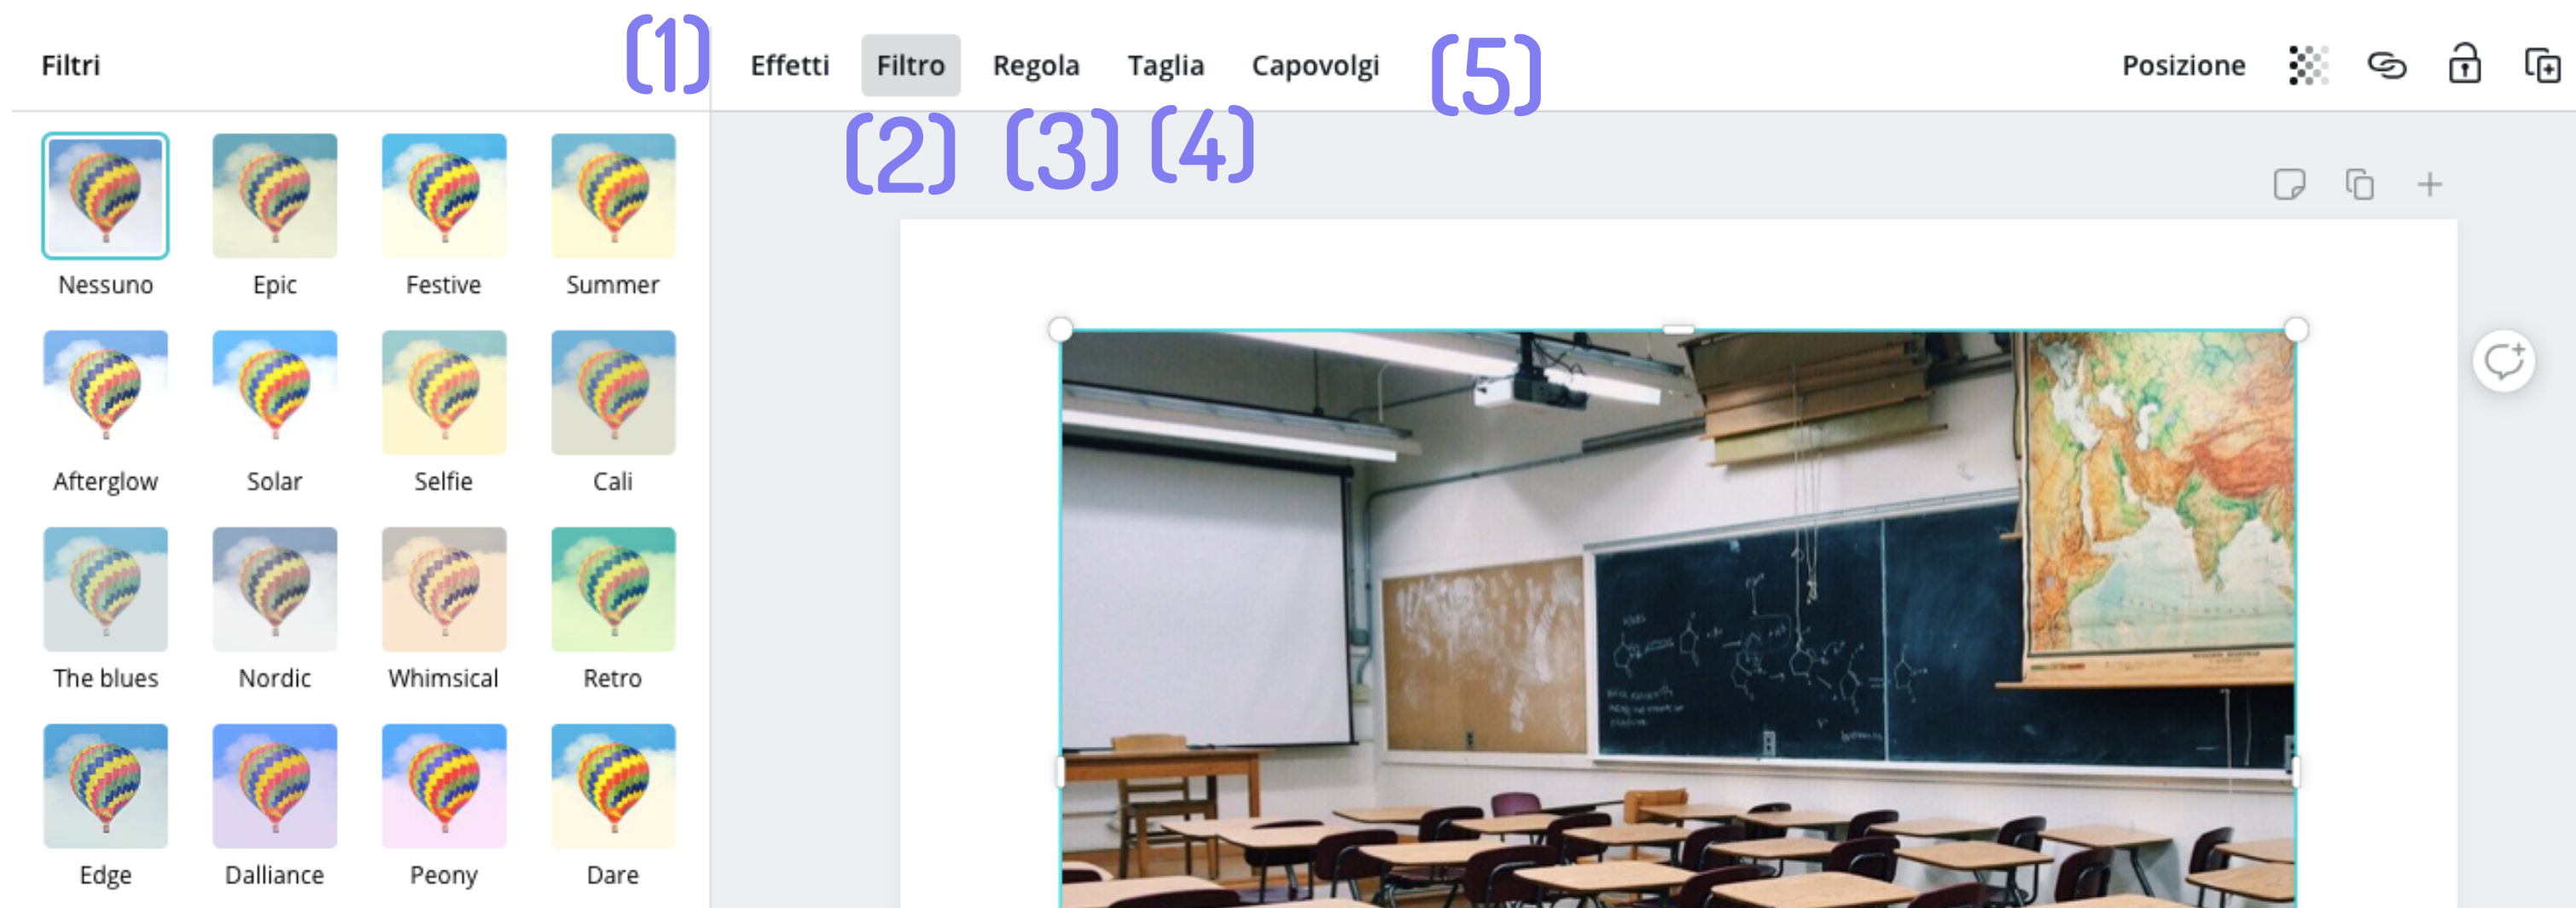 Filtri
(1) Effetti Filtro Regola Taglia Capovolgi (5) Posizione
(2) (3) (4)
Nessuno Epic Festive Summer
Afterglow Solar Selfie Cali
The blues Nordic Whimsical Retro
Edge Dalliance Peony Dare